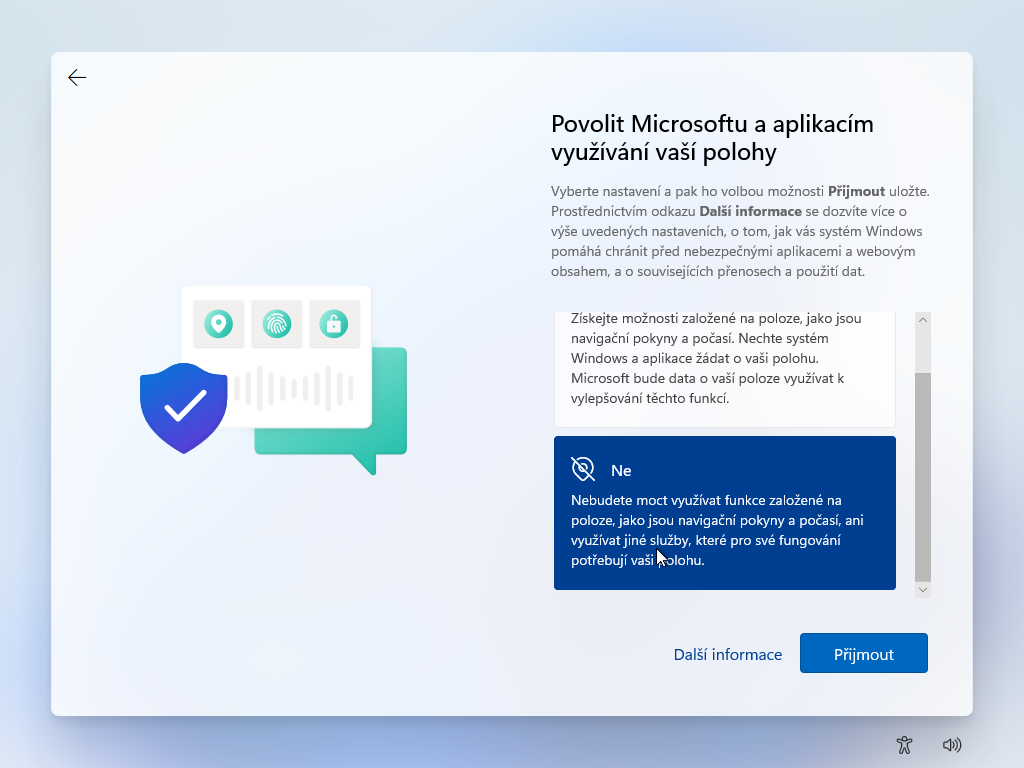 Povolit Microsoftu a aplikacím
využívání vaší polohy
Vyberte nastavení a pak ho volbou možnosti Přijmout uložte.
Prostřednictvím odkazu Další informace se dozvíte více o
výše uvedených nastaveních, o tom, jak vás systém Windows
pomáhá chránit před nebezpečnými aplikacemi a webovým
obsahem, a o souvisejících přenosech a použití dat.
Získejte možnosti založené na poloze, jako jsou
navigační pokyny a počasí. Nechte systém
Windows a aplikace žádat o vaši polohu.
Microsoft bude data o vaší poloze využívat k
vylepšování těchto funkcí.
Ne
Nebudete moct využívat funkce založené na
poloze, jako jsou navigační pokyny a počasí, ani
využívat jiné služby, které pro své fungování
potřebují vaši polohu.
Další informace
Přijmout